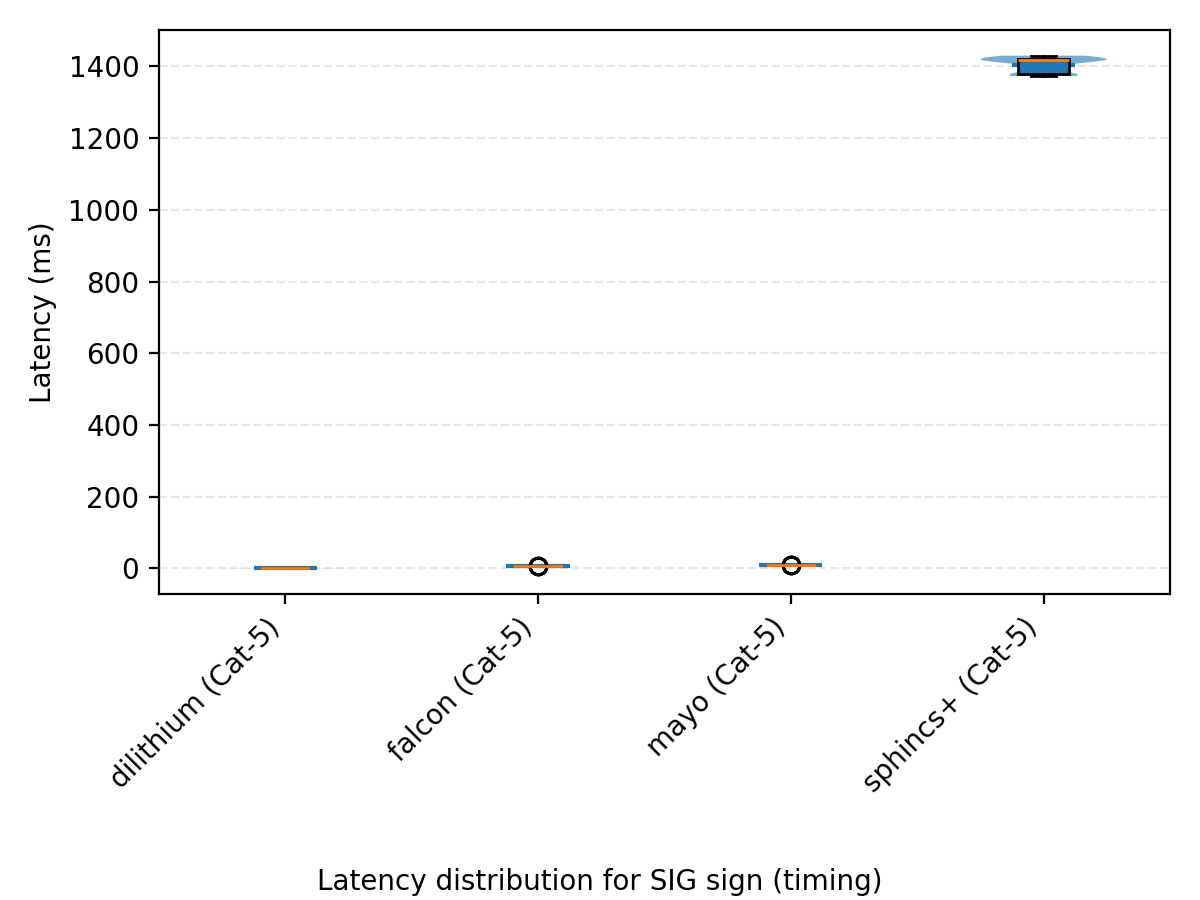 Latency (ms)
1400
1200
1000
800
600
400
200
0
dilithium (Cat-5)
falcon (Cat-5)
mayo (Cat-5)
sphincs+ (Cat-5)
Latency distribution for SIG sign (timing)